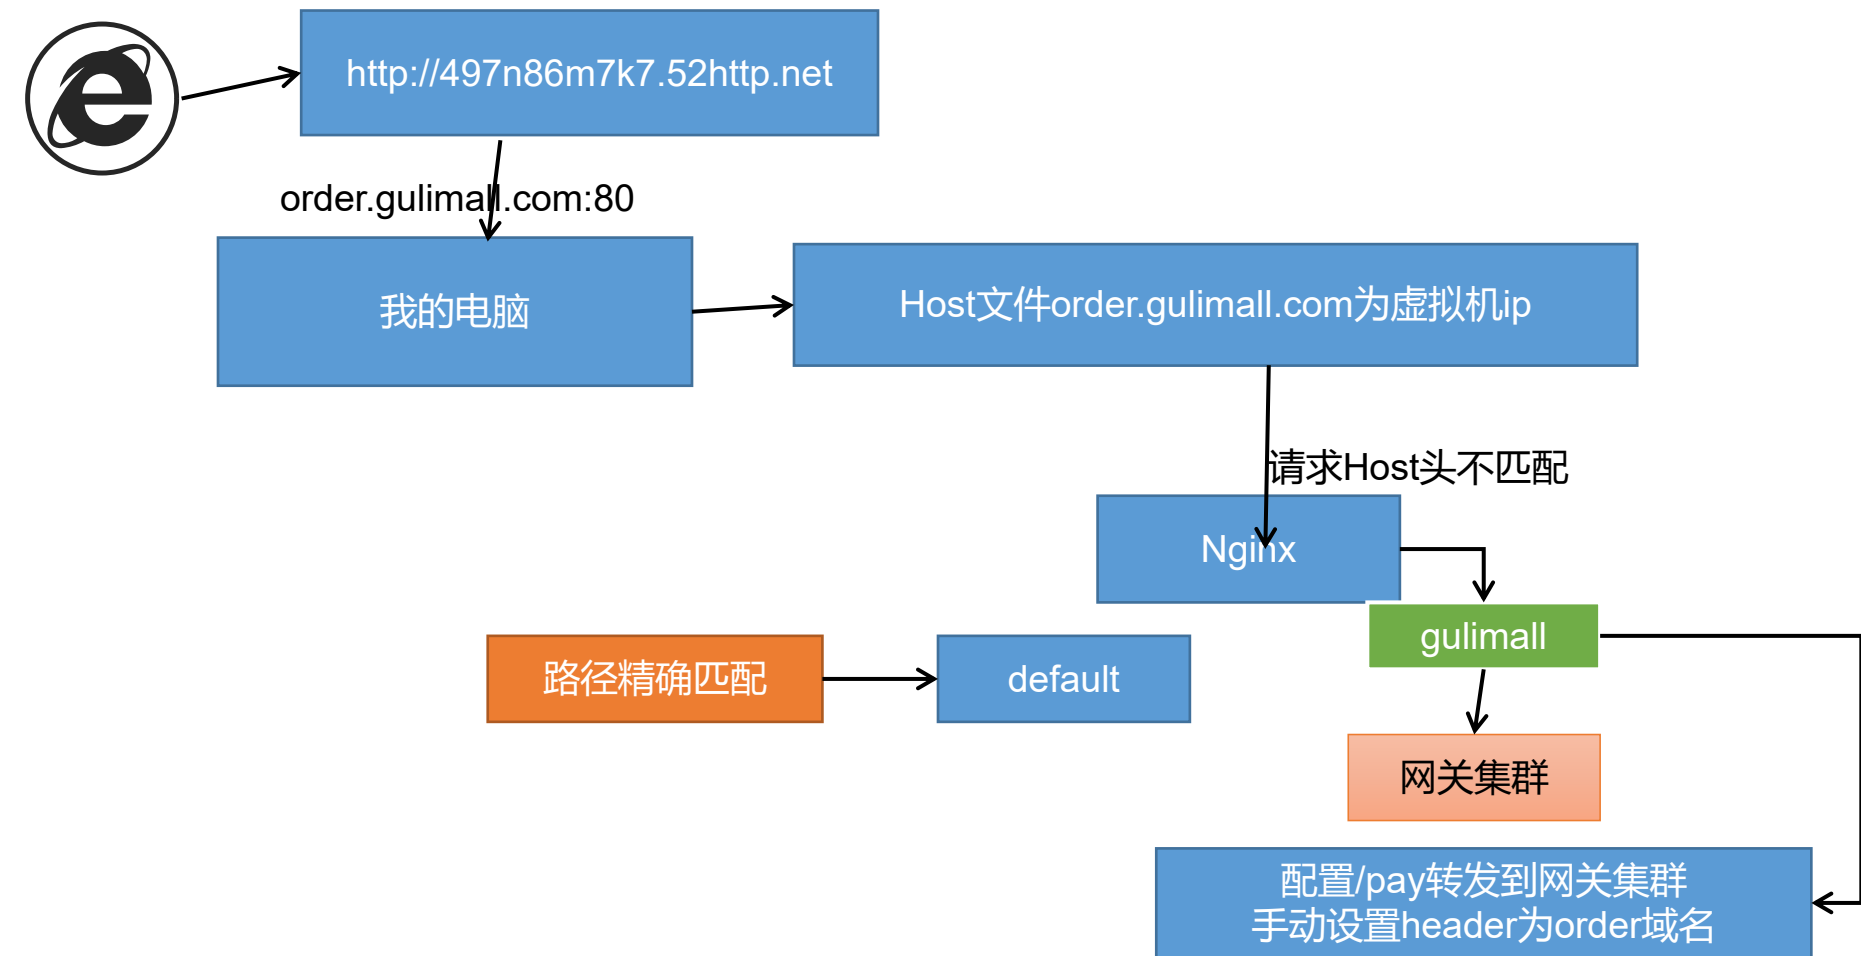 http://497n86m7k7.52http.net
order.gulimall.com:80
我的电脑
Host文件order.gulimall.com为虚拟机ip
请求Host头不匹配
Nginx
gulimall
路径精确匹配
default
网关集群
配置/pay转发到网关集群
手动设置header为order域名